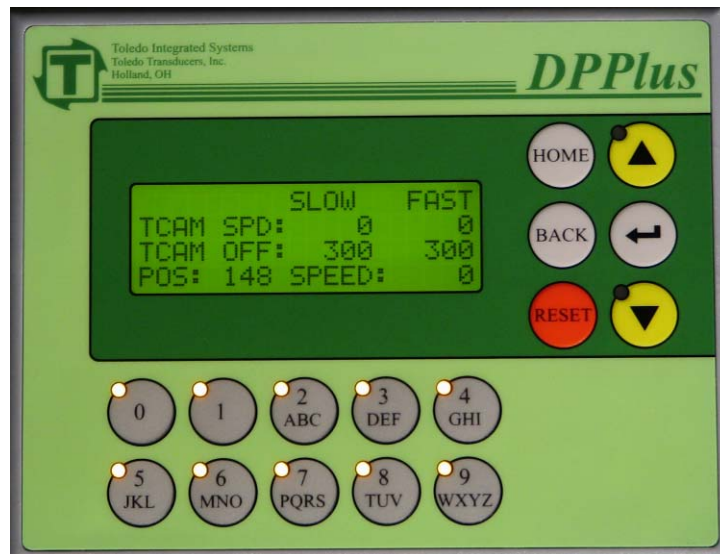 Toledo Integrated Systems
Toledo Transducers, Inc.
Holland, OH
DPPlus
T
SLOW FAST
TCAM SPD: 0 0
TCAM OFF: 300 300
POS: 148 SPEED: 0
HOME
BACK
RESET
0
1
2
ABC
3
DEF
4
GHI
5
JKL
6
MNO
7
PQRS
8
TUV
9
WXYZ